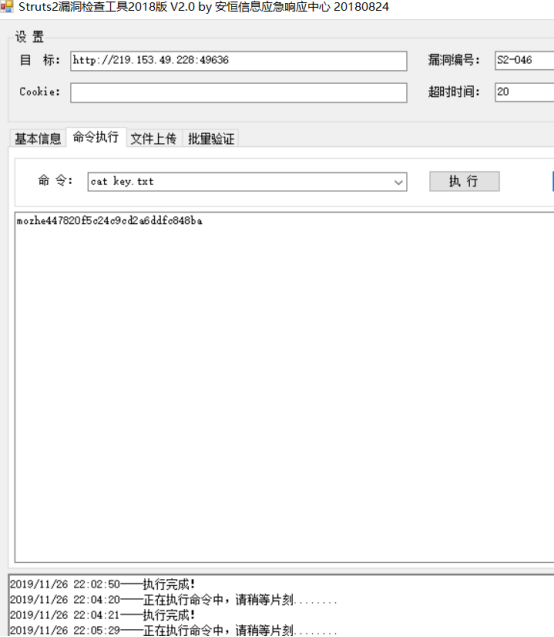 Struts2漏洞检查工具2018版 V2.0 by 安恒信息应急响应中心 20180824
设 置
目 标: http://219.153.49.228:49636 漏洞编号: S2-046
Cookie: 超时时间: 20
基本信息 命令执行 文件上传 批量验证
命 令: cat key.txt 执 行
mozhe447820f5c24c9cd2a6ddfc848ba
2019/11/26 22:02:50——执行完成!
2019/11/26 22:04:20——正在执行命令中，请稍等片刻........
2019/11/26 22:04:21——执行完成!
2019/11/26 22:05:29——正在执行命令中，请稍等片刻........